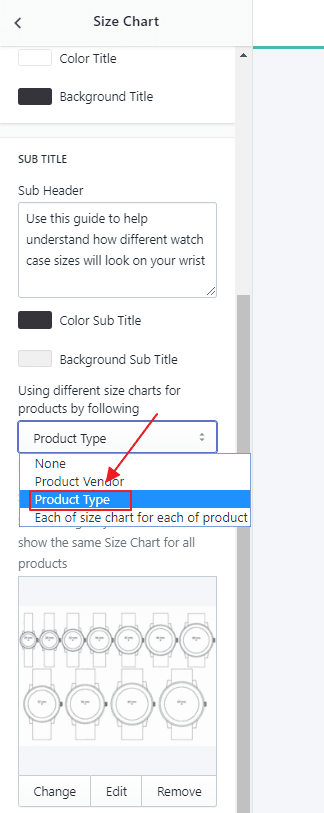 Size Chart
Color Title
Background Title
SUB TITLE
Sub Header
Use this guide to help
understand how different watch
case sizes will look on your wrist
Color Sub Title
Background Sub Title
Using different size charts for
products by following
Product Type
None
Product Vendor
Product Type
Each of size chart for each of product
show the same Size Chart for all
products
Change
Edit
Remove